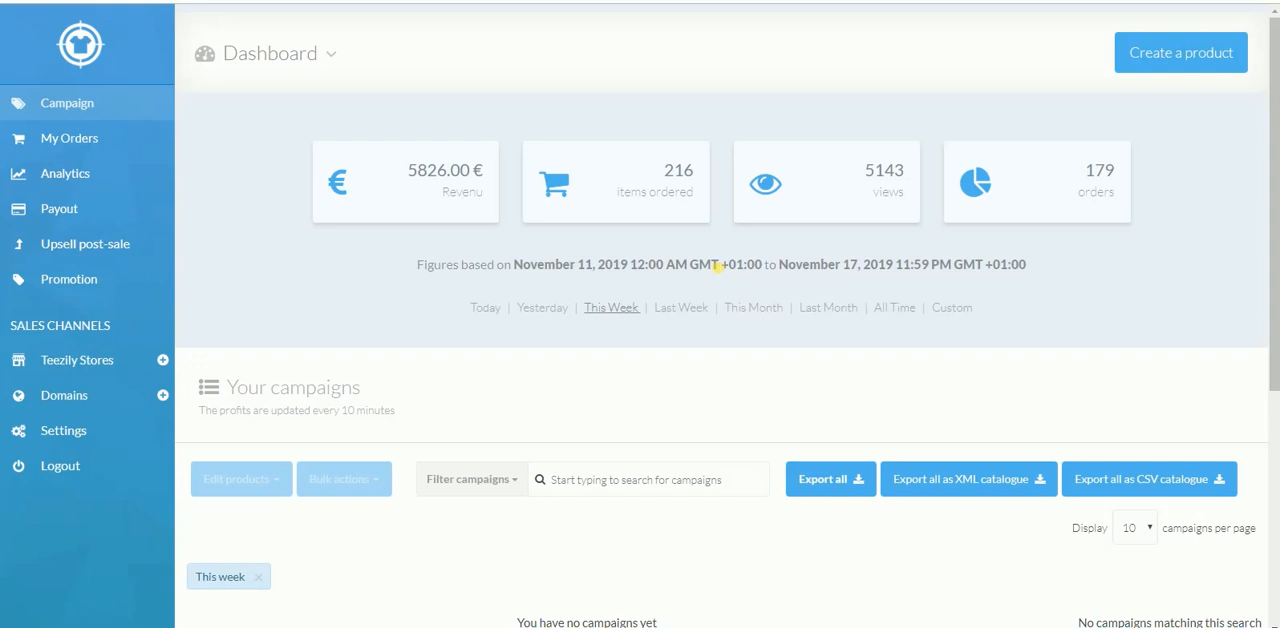 Dashboard
Create a product
Campaign
My Orders
Analytics
Payout
Upsell post-sale
Promotion
SALES CHANNELS
Teezily Stores
Domains
Settings
Logout
5826.00 €
Revenu
216
items ordered
5143
views
179
orders
Figures based on November 11, 2019 12:00 AM GMT +01:00 to November 17, 2019 11:59 PM GMT +01:00
Today | Yesterday | This Week | Last Week | This Month | Last Month | All Time | Custom
Your campaigns
The profits are updated every 10 minutes
Edit products
Bulk actions
Filter campaigns
Start typing to search for campaigns
Export all
Export all as XML catalogue
Export all as CSV catalogue
Display 10 campaigns per page
This week ×
You have no campaigns yet
No campaigns matching this search